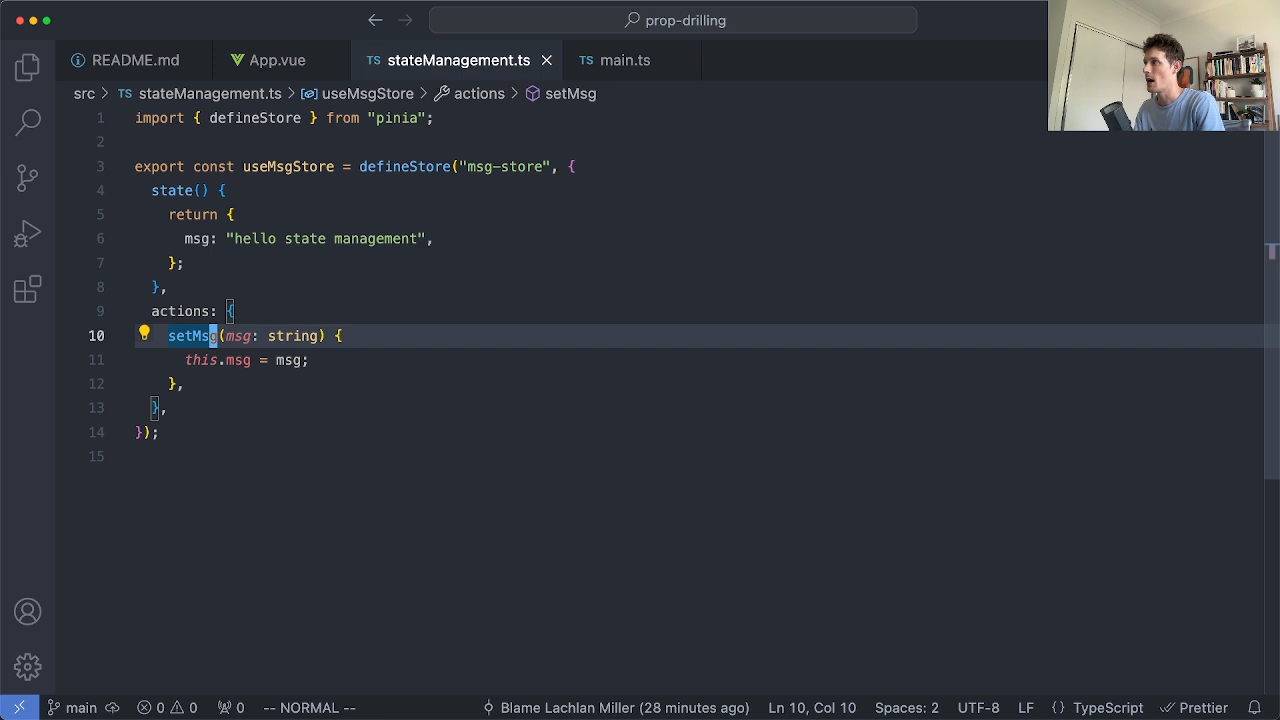 prop-drilling
README.md App.vue TS stateManagement.ts TS main.ts
src TS stateManagement.ts useMsgStore actions setMsg
1 import { defineStore } from "pinia";
2
3 export const useMsgStore = defineStore("msg-store", {
4 state() {
5 return {
6 msg: "hello state management",
7 };
8 },
9 actions: {
10 setMsg(msg: string) {
11 this.msg = msg;
12 },
13 },
14 });
15
main 0 0 0 -- NORMAL -- Blame Lachlan Miller (28 minutes ago) Ln 10, Col 10 Spaces: 2 UTF-8 LF { } TypeScript Prettier